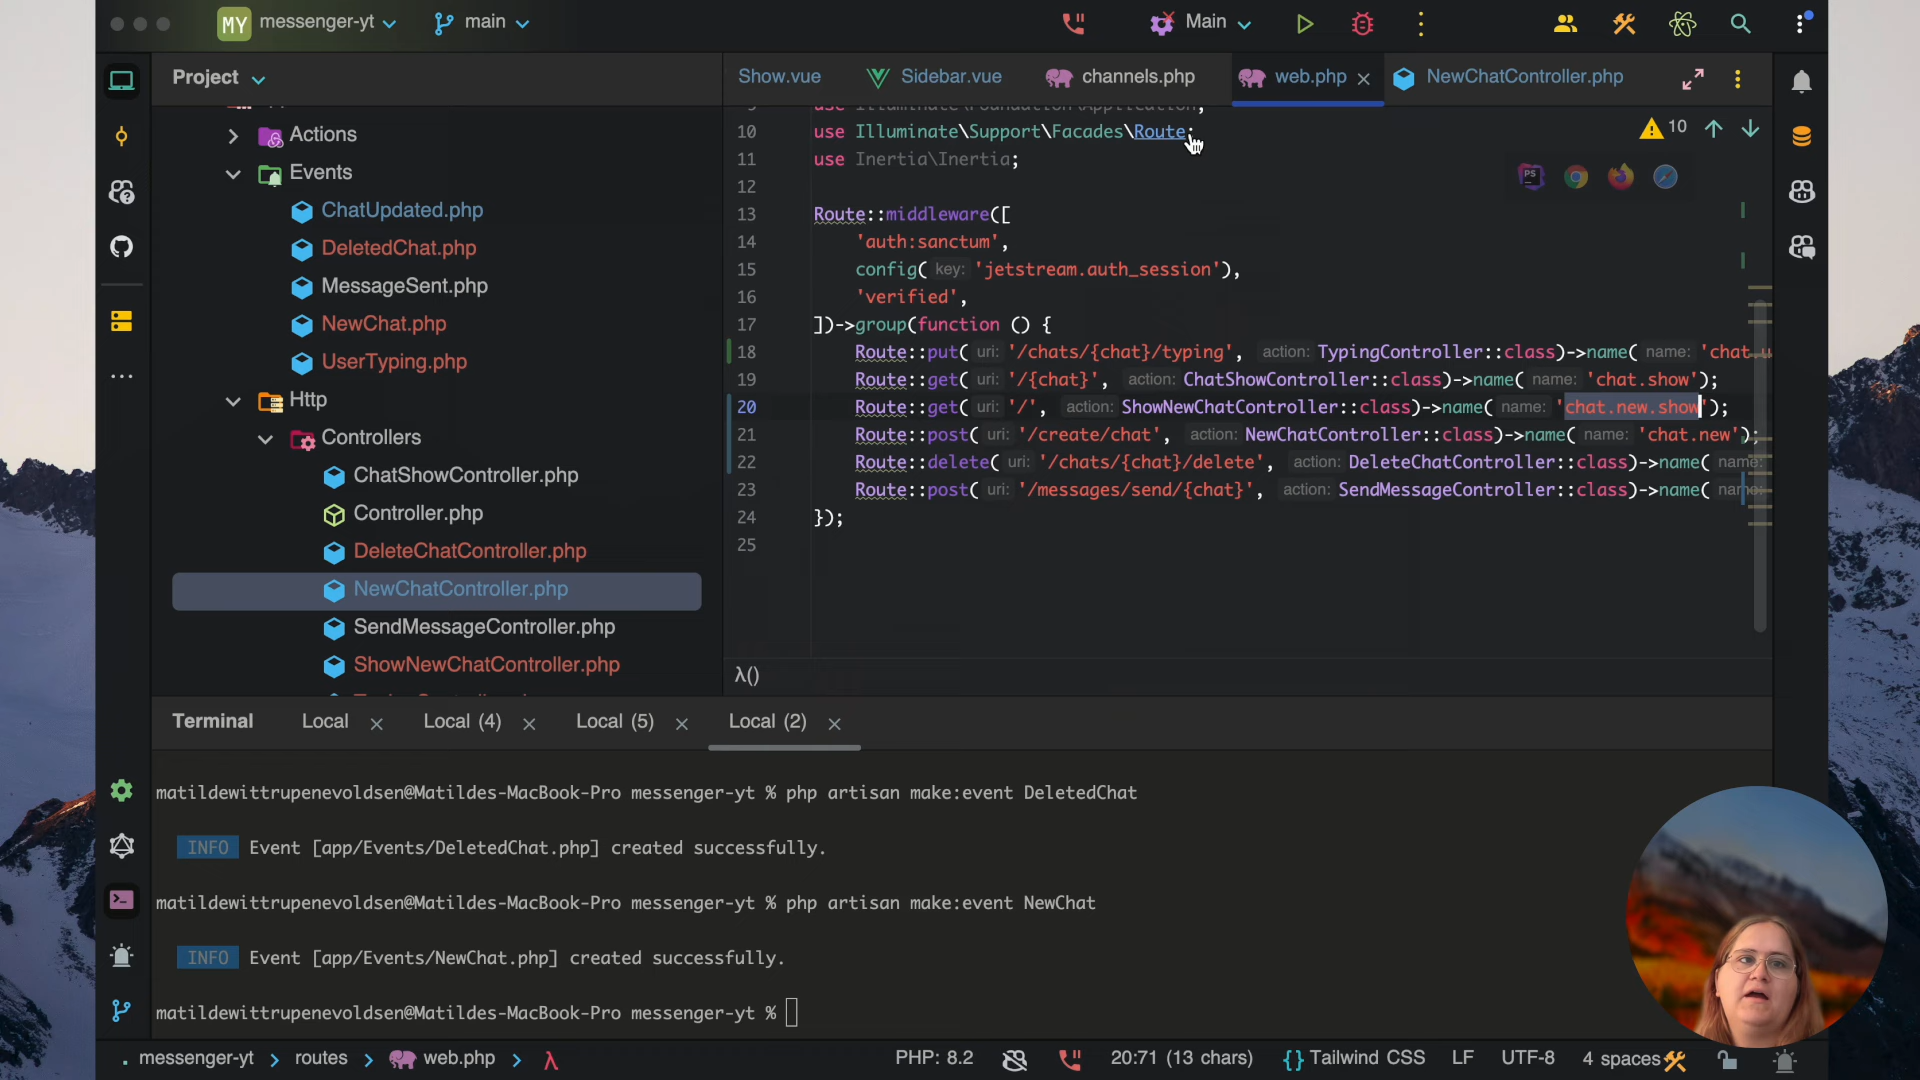 MY messenger-yt main Main
Project
Show.vue Sidebar.vue channels.php web.php NewChatController.php
Actions
Events
ChatUpdated.php
DeletedChat.php
MessageSent.php
NewChat.php
UserTyping.php
Http
Controllers
ChatShowController.php
Controller.php
DeleteChatController.php
NewChatController.php
SendMessageController.php
ShowNewChatController.php
10
PS
9 use Illuminate\Foundation\Application;
10 use Illuminate\Support\Facades\Route;
11 use Inertia\Inertia;
12
13 Route::middleware([
14 'auth:sanctum',
15 config( key: 'jetstream.auth_session'),
16 'verified',
17 ])->group(function () {
18 Route::put( uri: '/chats/{chat}/typing', action: TypingController::class)->name( name: 'chat.u
19 Route::get( uri: '/{chat}', action: ChatShowController::class)->name( name: 'chat.show');
20 Route::get( uri: '/', action: ShowNewChatController::class)->name( name: 'chat.new.show');
21 Route::post( uri: '/create/chat', action: NewChatController::class)->name( name: 'chat.new');
22 Route::delete( uri: '/chats/{chat}/delete', action: DeleteChatController::class)->name( name:
23 Route::post( uri: '/messages/send/{chat}', action: SendMessageController::class)->name( name:
24 });
25
λ()
Terminal Local Local (4) Local (5) Local (2)
matildewittrupenevoldsen@Matildes-MacBook-Pro messenger-yt % php artisan make:event DeletedChat
INFO Event [app/Events/DeletedChat.php] created successfully.
matildewittrupenevoldsen@Matildes-MacBook-Pro messenger-yt % php artisan make:event NewChat
INFO Event [app/Events/NewChat.php] created successfully.
matildewittrupenevoldsen@Matildes-MacBook-Pro messenger-yt %
messenger-yt > routes > web.php > λ PHP: 8.2 20:71 (13 chars) {} Tailwind CSS LF UTF-8 4 spaces